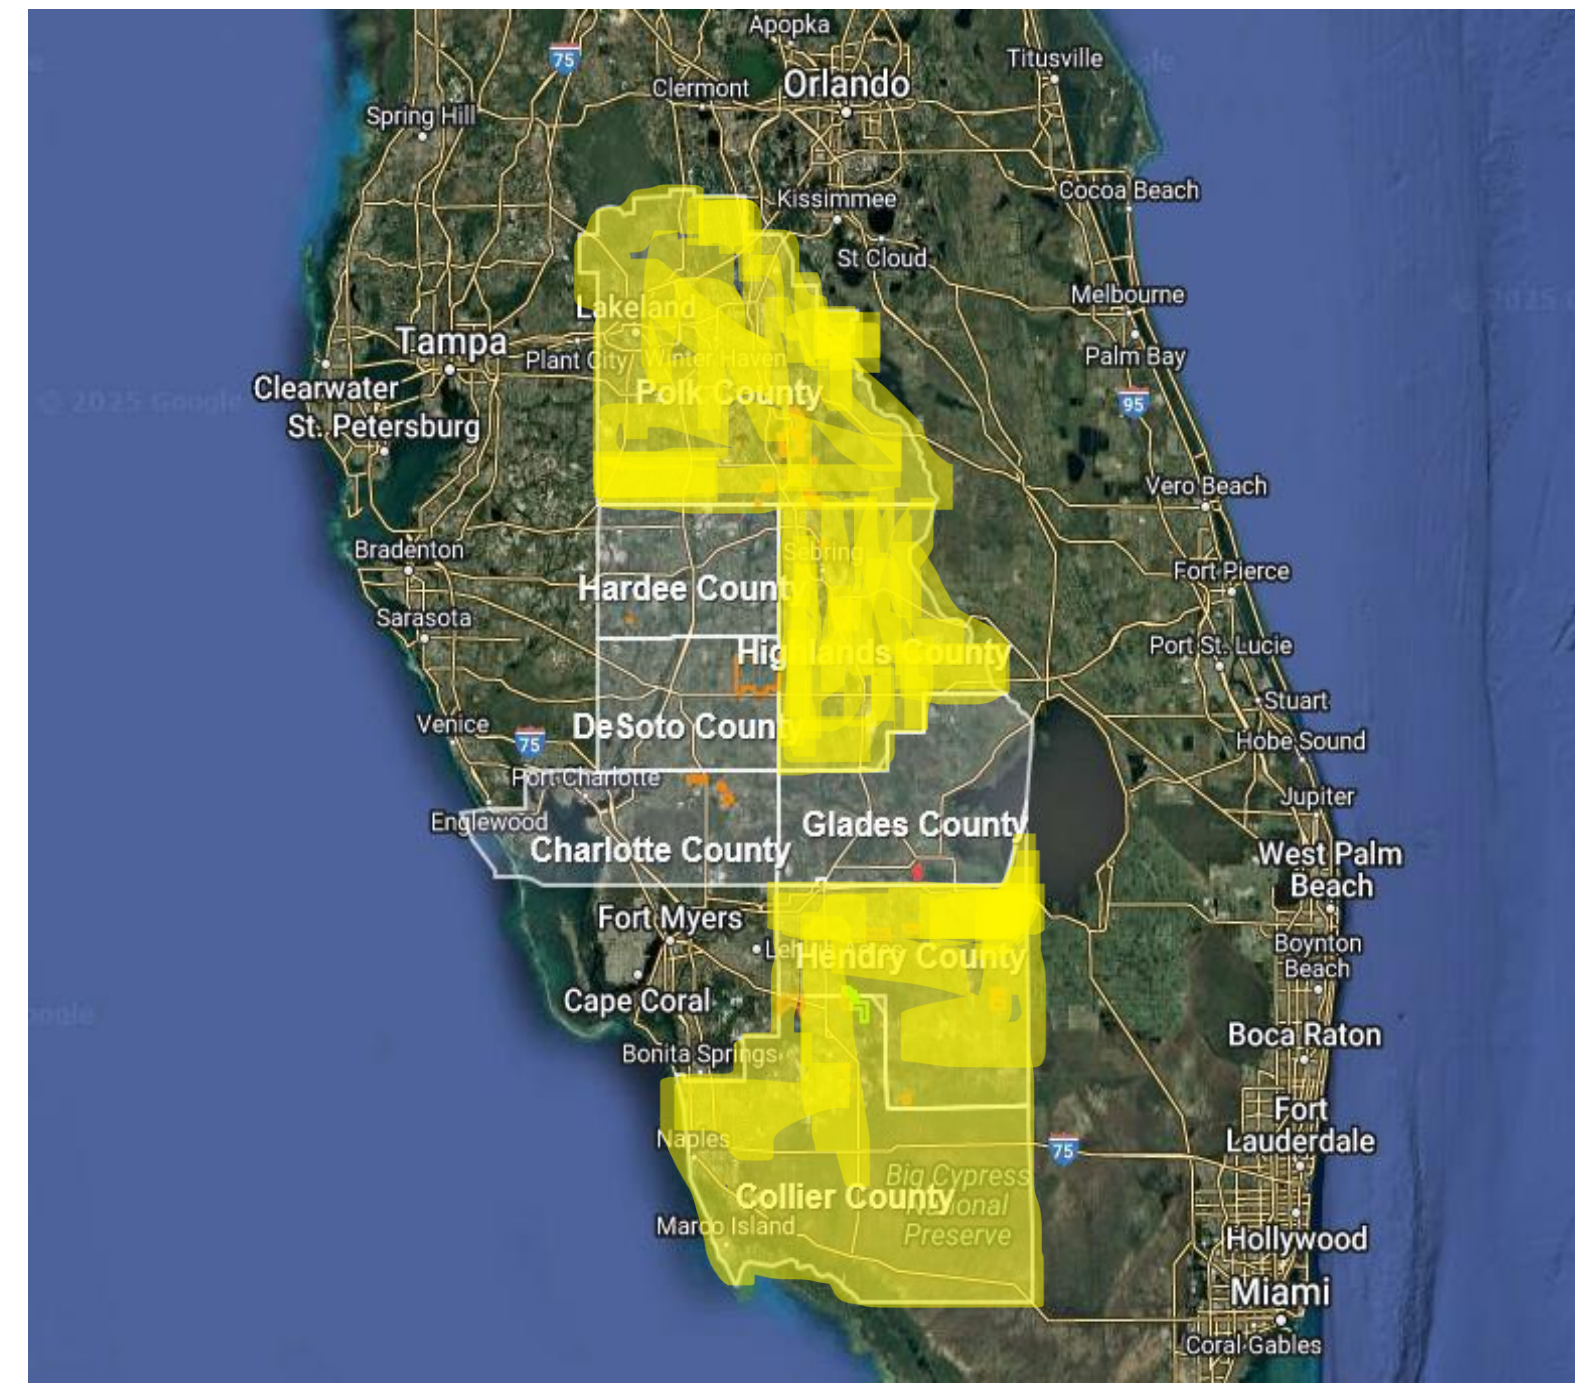 Apopka
Titusville
75
Clermont
Orlando
Spring Hill
Kissimmee
Cocoa Beach
St Cloud
Lakeland
Melbourne
Tampa
Plant City
Winter Haven
Palm Bay
Clearwater
Polk County
95
© 2025 Google
St. Petersburg
Vero Beach
Bradenton
Sebring
Fort Pierce
Hardee County
Sarasota
Highlands County
Port St. Lucie
Stuart
Venice
75
DeSoto County
Hobe Sound
Port Charlotte
Jupiter
Englewood
Glades County
Charlotte County
West Palm
Beach
Fort Myers
Hendry County
Boynton
Beach
Cape Coral
Boca Raton
Bonita Springs
Fort
Lauderdale
Naples
75
Big Cypress
National
Preserve
Collier County
Marco Island
Hollywood
Miami
Coral Gables